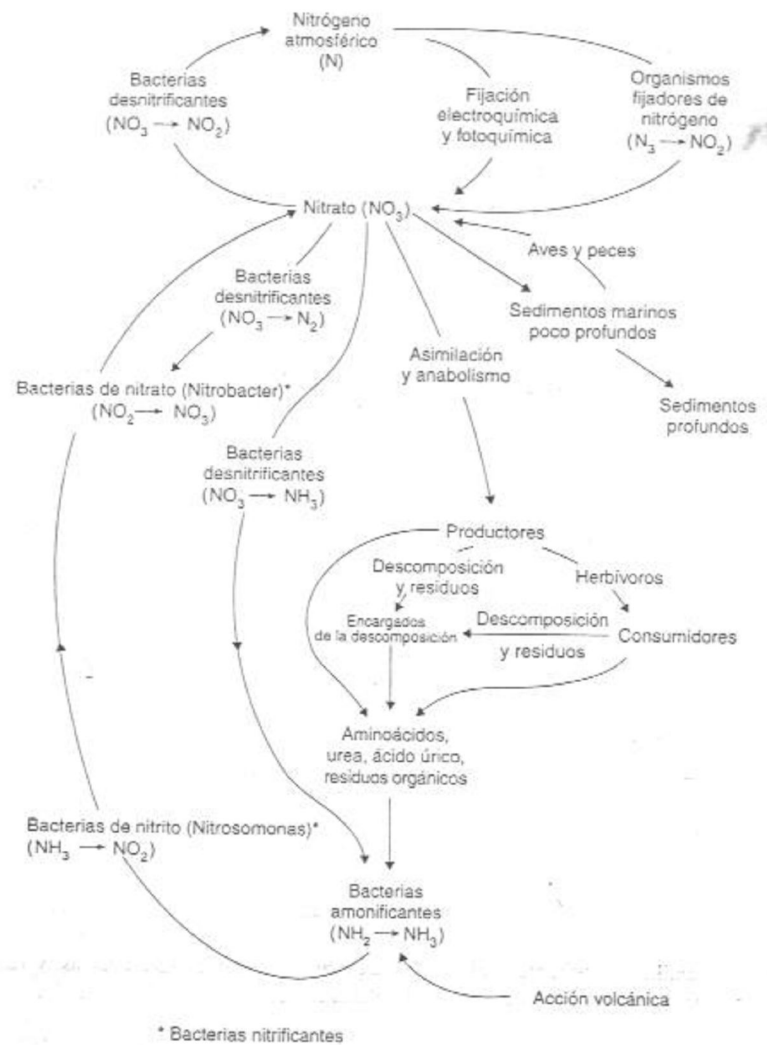 Nitrógeno
atmosférico
(N)
Bacterias
desnitrificantes
(NO₃ → NO₂)
Fijación
electroquímica
y fotoquímica
Organismos
fijadores de
nitrógeno
(N₃ → NO₂)
Nitrato (NO₃)
Aves y peces
Bacterias
desnitrificantes
(NO₃ → N₂)
Sedimentos marinos
poco profundos
Asimilación
y anabolismo
Bacterias de nitrato (Nitrobacter)*
(NO₂ → NO₃)
Sedimentos
profundos
Bacterias
desnitrificantes
(NO₃ → NH₃)
Productores
Descomposición
y residuos
Herbívoros
Encargados
de la descomposición
Descomposición
y residuos
Consumidores
Aminoácidos,
urea, ácido úrico,
residuos orgánicos
Bacterias de nitrito (Nitrosomonas)*
(NH₃ → NO₂)
Bacterias
amonificantes
(NH₂ → NH₃)
Acción volcánica
* Bacterias nitrificantes